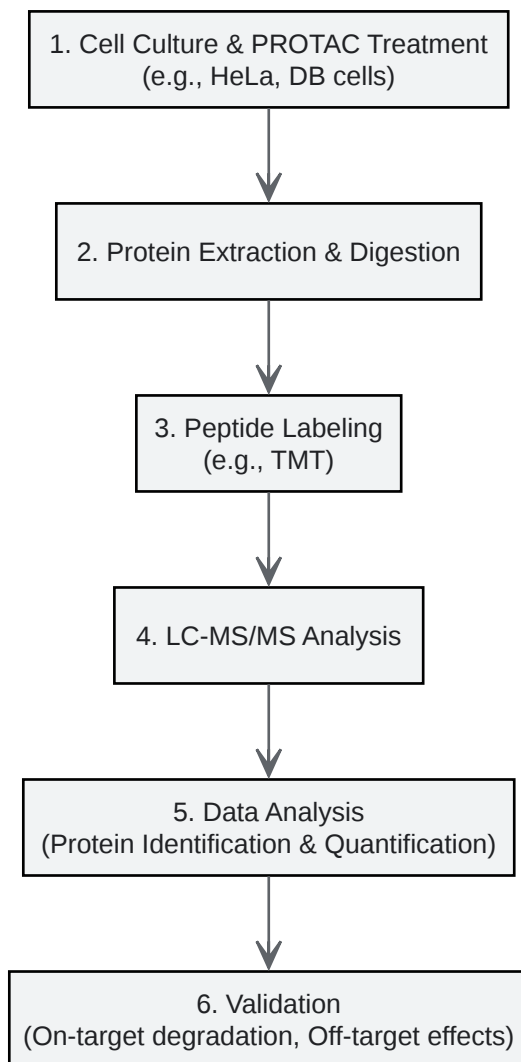 1. Cell Culture & PROTAC Treatment
(e.g., HeLa, DB cells)
2. Protein Extraction & Digestion
3. Peptide Labeling
(e.g., TMT)
4. LC-MS/MS Analysis
5. Data Analysis
(Protein Identification & Quantification)
6. Validation
(On-target degradation, Off-target effects)